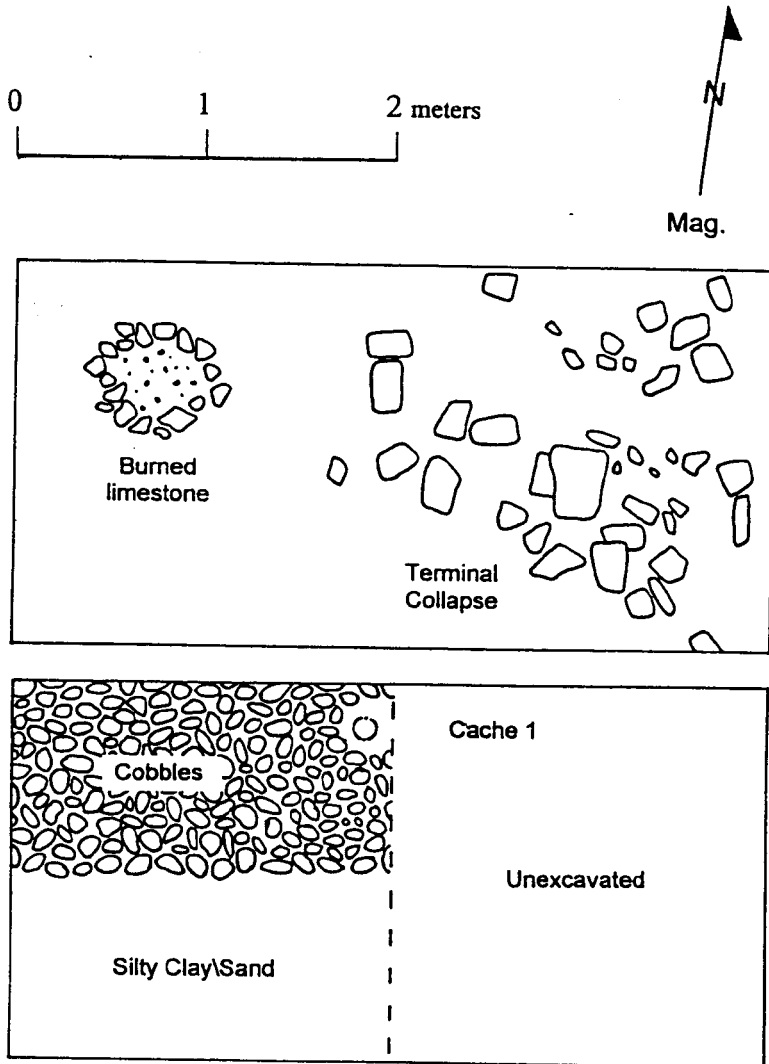 0 1 2 meters
N
Mag.
Burned
limestone
Terminal
Collapse
Cache 1
Cobbles
Unexcavated
Silty Clay\Sand